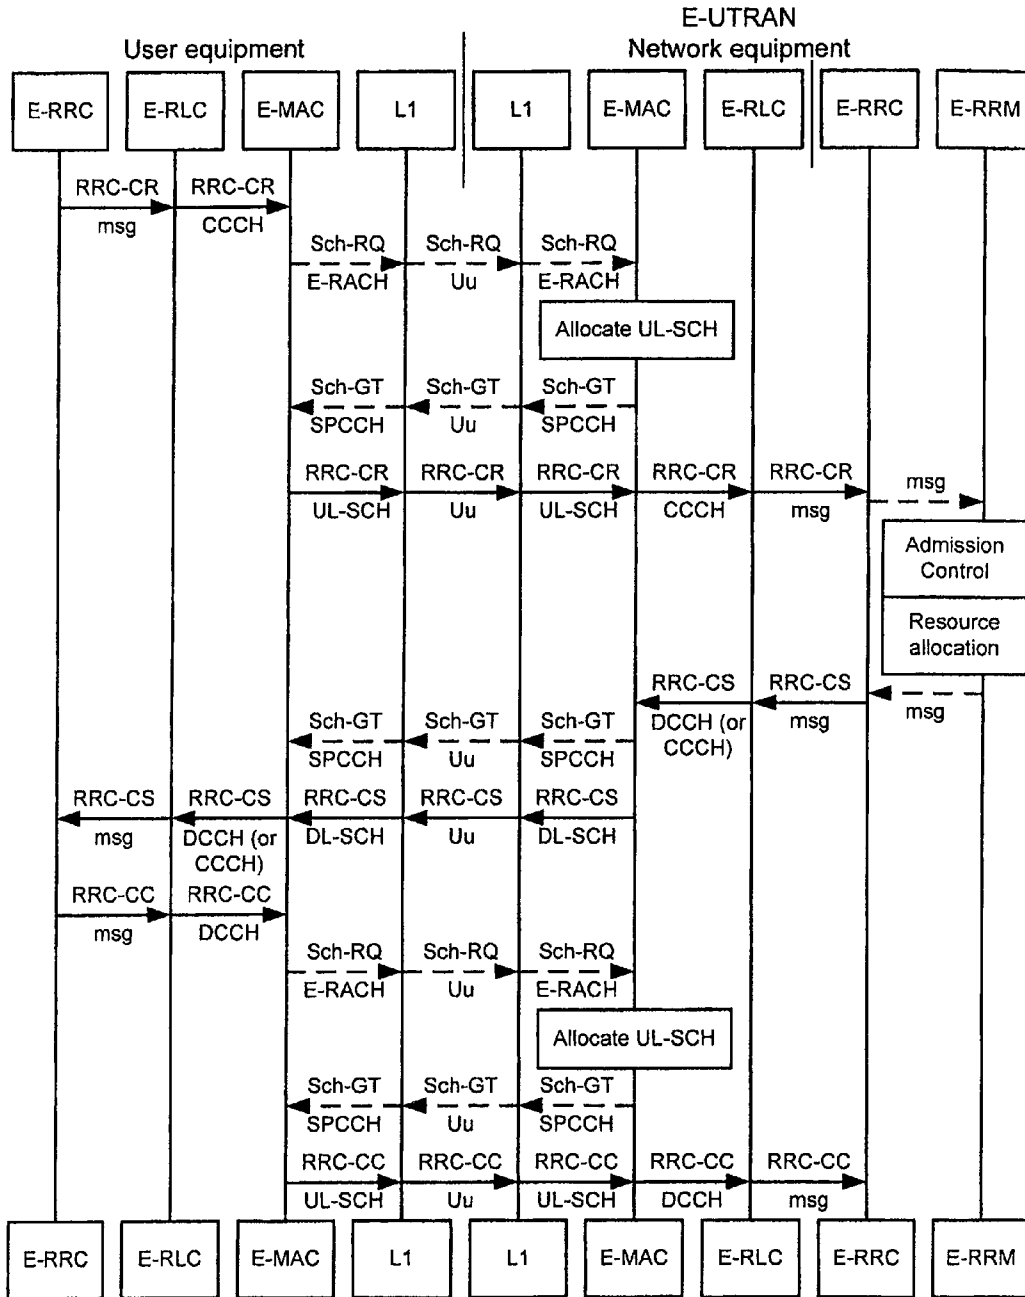 E-UTRAN
User equipment
Network equipment
E-RRC E-RLC E-MAC L1 L1 E-MAC E-RLC E-RRC E-RRM
RRC-CR RRC-CR
msg CCCH
Sch-RQ Sch-RQ Sch-RQ
E-RACH Uu E-RACH
Allocate UL-SCH
Sch-GT Sch-GT Sch-GT
SPCCH Uu SPCCH
RRC-CR RRC-CR RRC-CR RRC-CR RRC-CR msg
UL-SCH Uu UL-SCH CCCH msg
Admission
Control
Resource
allocation
RRC-CS RRC-CS
DCCH (or msg msg
CCCH)
Sch-GT Sch-GT Sch-GT
SPCCH Uu SPCCH
RRC-CS RRC-CS RRC-CS RRC-CS RRC-CS
msg DCCH (or DL-SCH Uu DL-SCH
CCCH)
RRC-CC RRC-CC
msg DCCH
Sch-RQ Sch-RQ Sch-RQ
E-RACH Uu E-RACH
Allocate UL-SCH
Sch-GT Sch-GT Sch-GT
SPCCH Uu SPCCH
RRC-CC RRC-CC RRC-CC RRC-CC RRC-CC
UL-SCH Uu UL-SCH DCCH msg
E-RRC E-RLC E-MAC L1 L1 E-MAC E-RLC E-RRC E-RRM